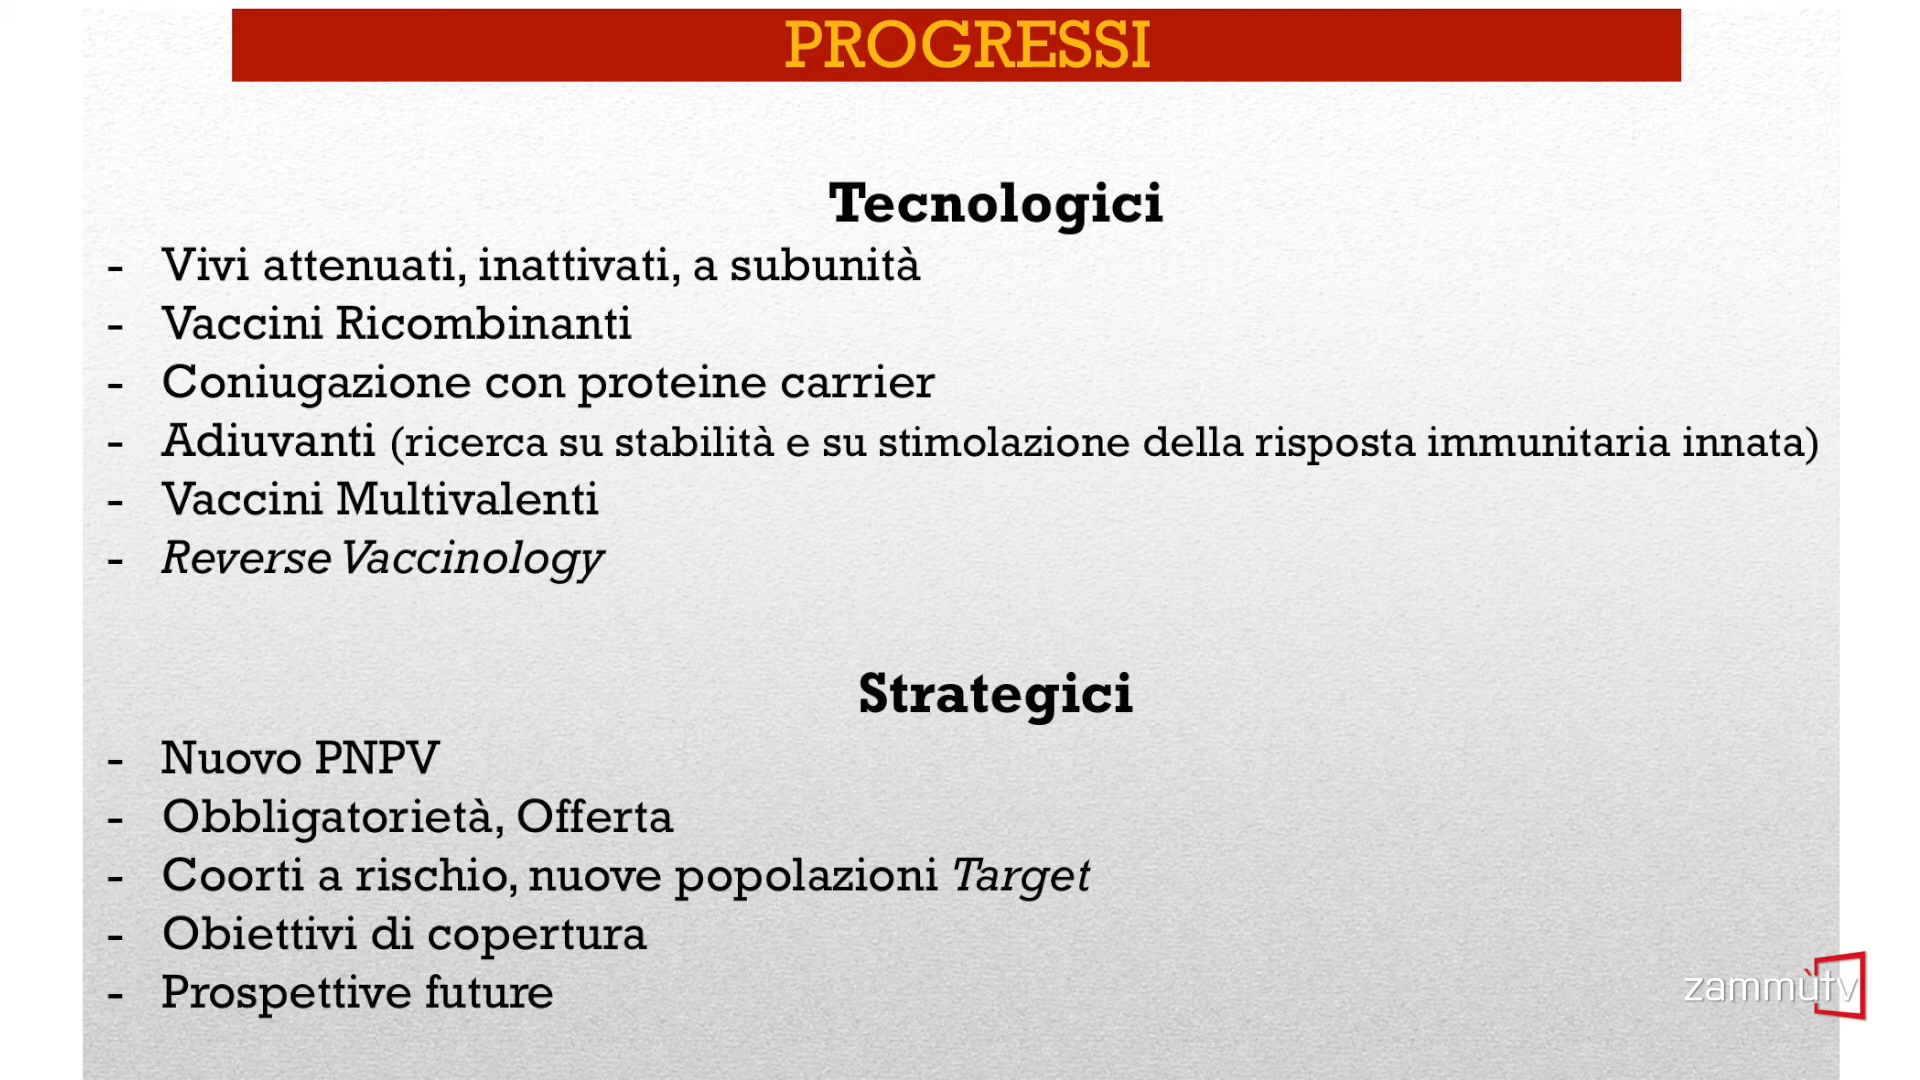 PROGRESSI
Tecnologici
- Vivi attenuati, inattivati, a subunità
- Vaccini Ricombinanti
- Coniugazione con proteine carrier
- Adiuvanti (ricerca su stabilità e su stimolazione della risposta immunitaria innata)
- Vaccini Multivalenti
- Reverse Vaccinology
Strategici
- Nuovo PNPV
- Obbligatorietà, Offerta
- Coorti a rischio, nuove popolazioni Target
- Obiettivi di copertura
- Prospettive future
zammùtv